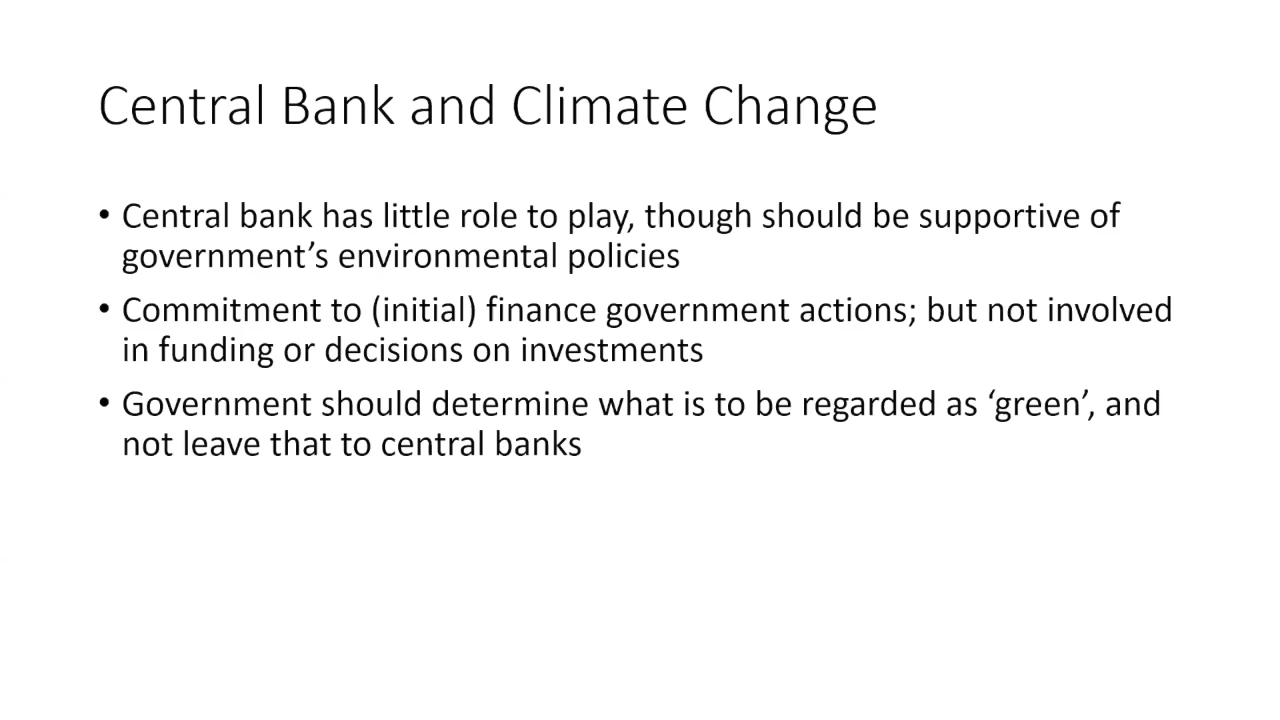 Central Bank and Climate Change
• Central bank has little role to play, though should be supportive of
government’s environmental policies
• Commitment to (initial) finance government actions; but not involved
in funding or decisions on investments
• Government should determine what is to be regarded as ‘green’, and
not leave that to central banks